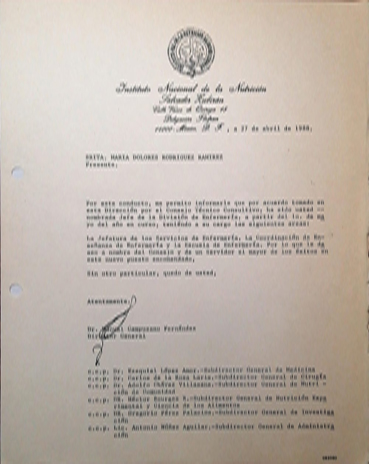 Instituto Nacional de la Nutrición
Salvador Zubirán
Calle Vasco de Quiroga 15
Delegación Tlalpan
14000 México D. F., a 27 de abril de 1988.
SRITA. MARIA DOLORES RODRIGUEZ RAMIREZ
Presente.
Por este conducto, me permito informarle que por acuerdo tomado en
esta Dirección por el Consejo Técnico Consultivo, ha sido usted
nombrada Jefe de la División de Enfermería, a partir del 1o. de ma
yo del año en curso, teniendo a su cargo las siguientes areas:
La Jefatura de los Servicios de Enfermería, La Coordinación de En-
señanza de Enfermería y la Escuela de Enfermería. Por lo que le de
seo a nombre del Consejo y de un Servidor el mayor de los éxitos en
este nuevo puesto encomendado.
Sin otro particular, quedo de usted,
Atentamente,
Dr. Manuel Campuzano Fernández
Director General
c.c.p. Dr. Ezequiel López Amor.-Subdirector General de Medicina
c.c.p. Dr. Carlos de la Rosa Laris.-Subdirector General de Cirugía
c.c.p. Dr. Adolfo Chávez Villasana.-Subdirector General de Nutri-
ción de Comunidad
c.c.p. DR. Héctor Bourges R.-Subdirector General de Nutrición Expe
rimental y Ciencia de los Alimentos
c.c.p. DR. Gregorio Pérez Palacios.-Subdirector General de Investiga
ción
c.c.p. Lic. Antonio Núñez Aguilar.-Subdirector General de Administra
ción